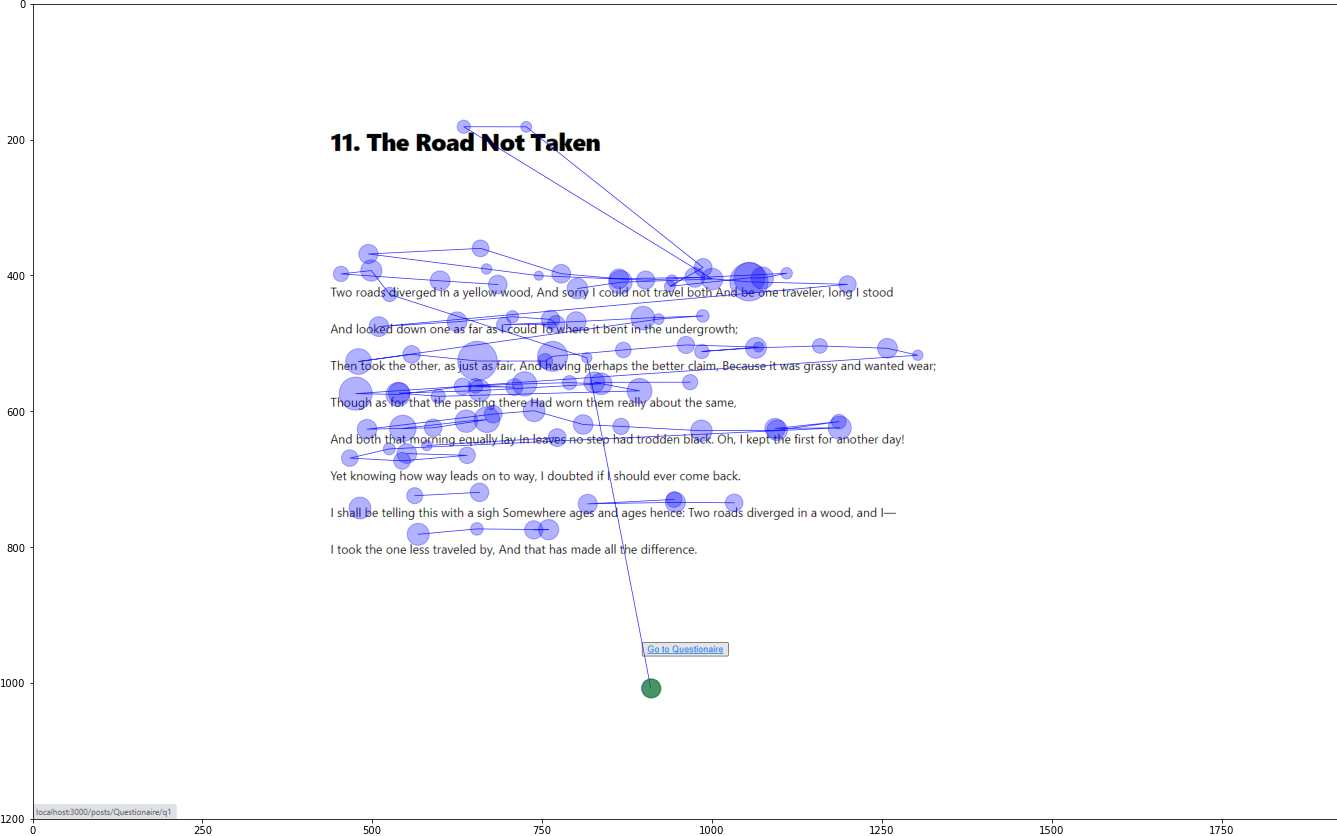 0
200
11. The Road Not Taken
400
Two roads diverged in a yellow wood, And sorry I could not travel both And be one traveler, long I stood
And looked down one as far as I could To where it bent in the undergrowth;
Then took the other, as just as fair, And having perhaps the better claim, Because it was grassy and wanted wear;
600
Though as for that the passing there Had worn them really about the same,
And both that morning equally lay In leaves no step had trodden black. Oh, I kept the first for another day!
Yet knowing how way leads on to way, I doubted if I should ever come back.
I shall be telling this with a sigh Somewhere ages and ages hence: Two roads diverged in a wood, and I—
800
I took the one less traveled by, And that has made all the difference.
Go to Questionaire
1000
localhost:3000/posts/Questionaire/q1
1200
0 250 500 750 1000 1250 1500 1750